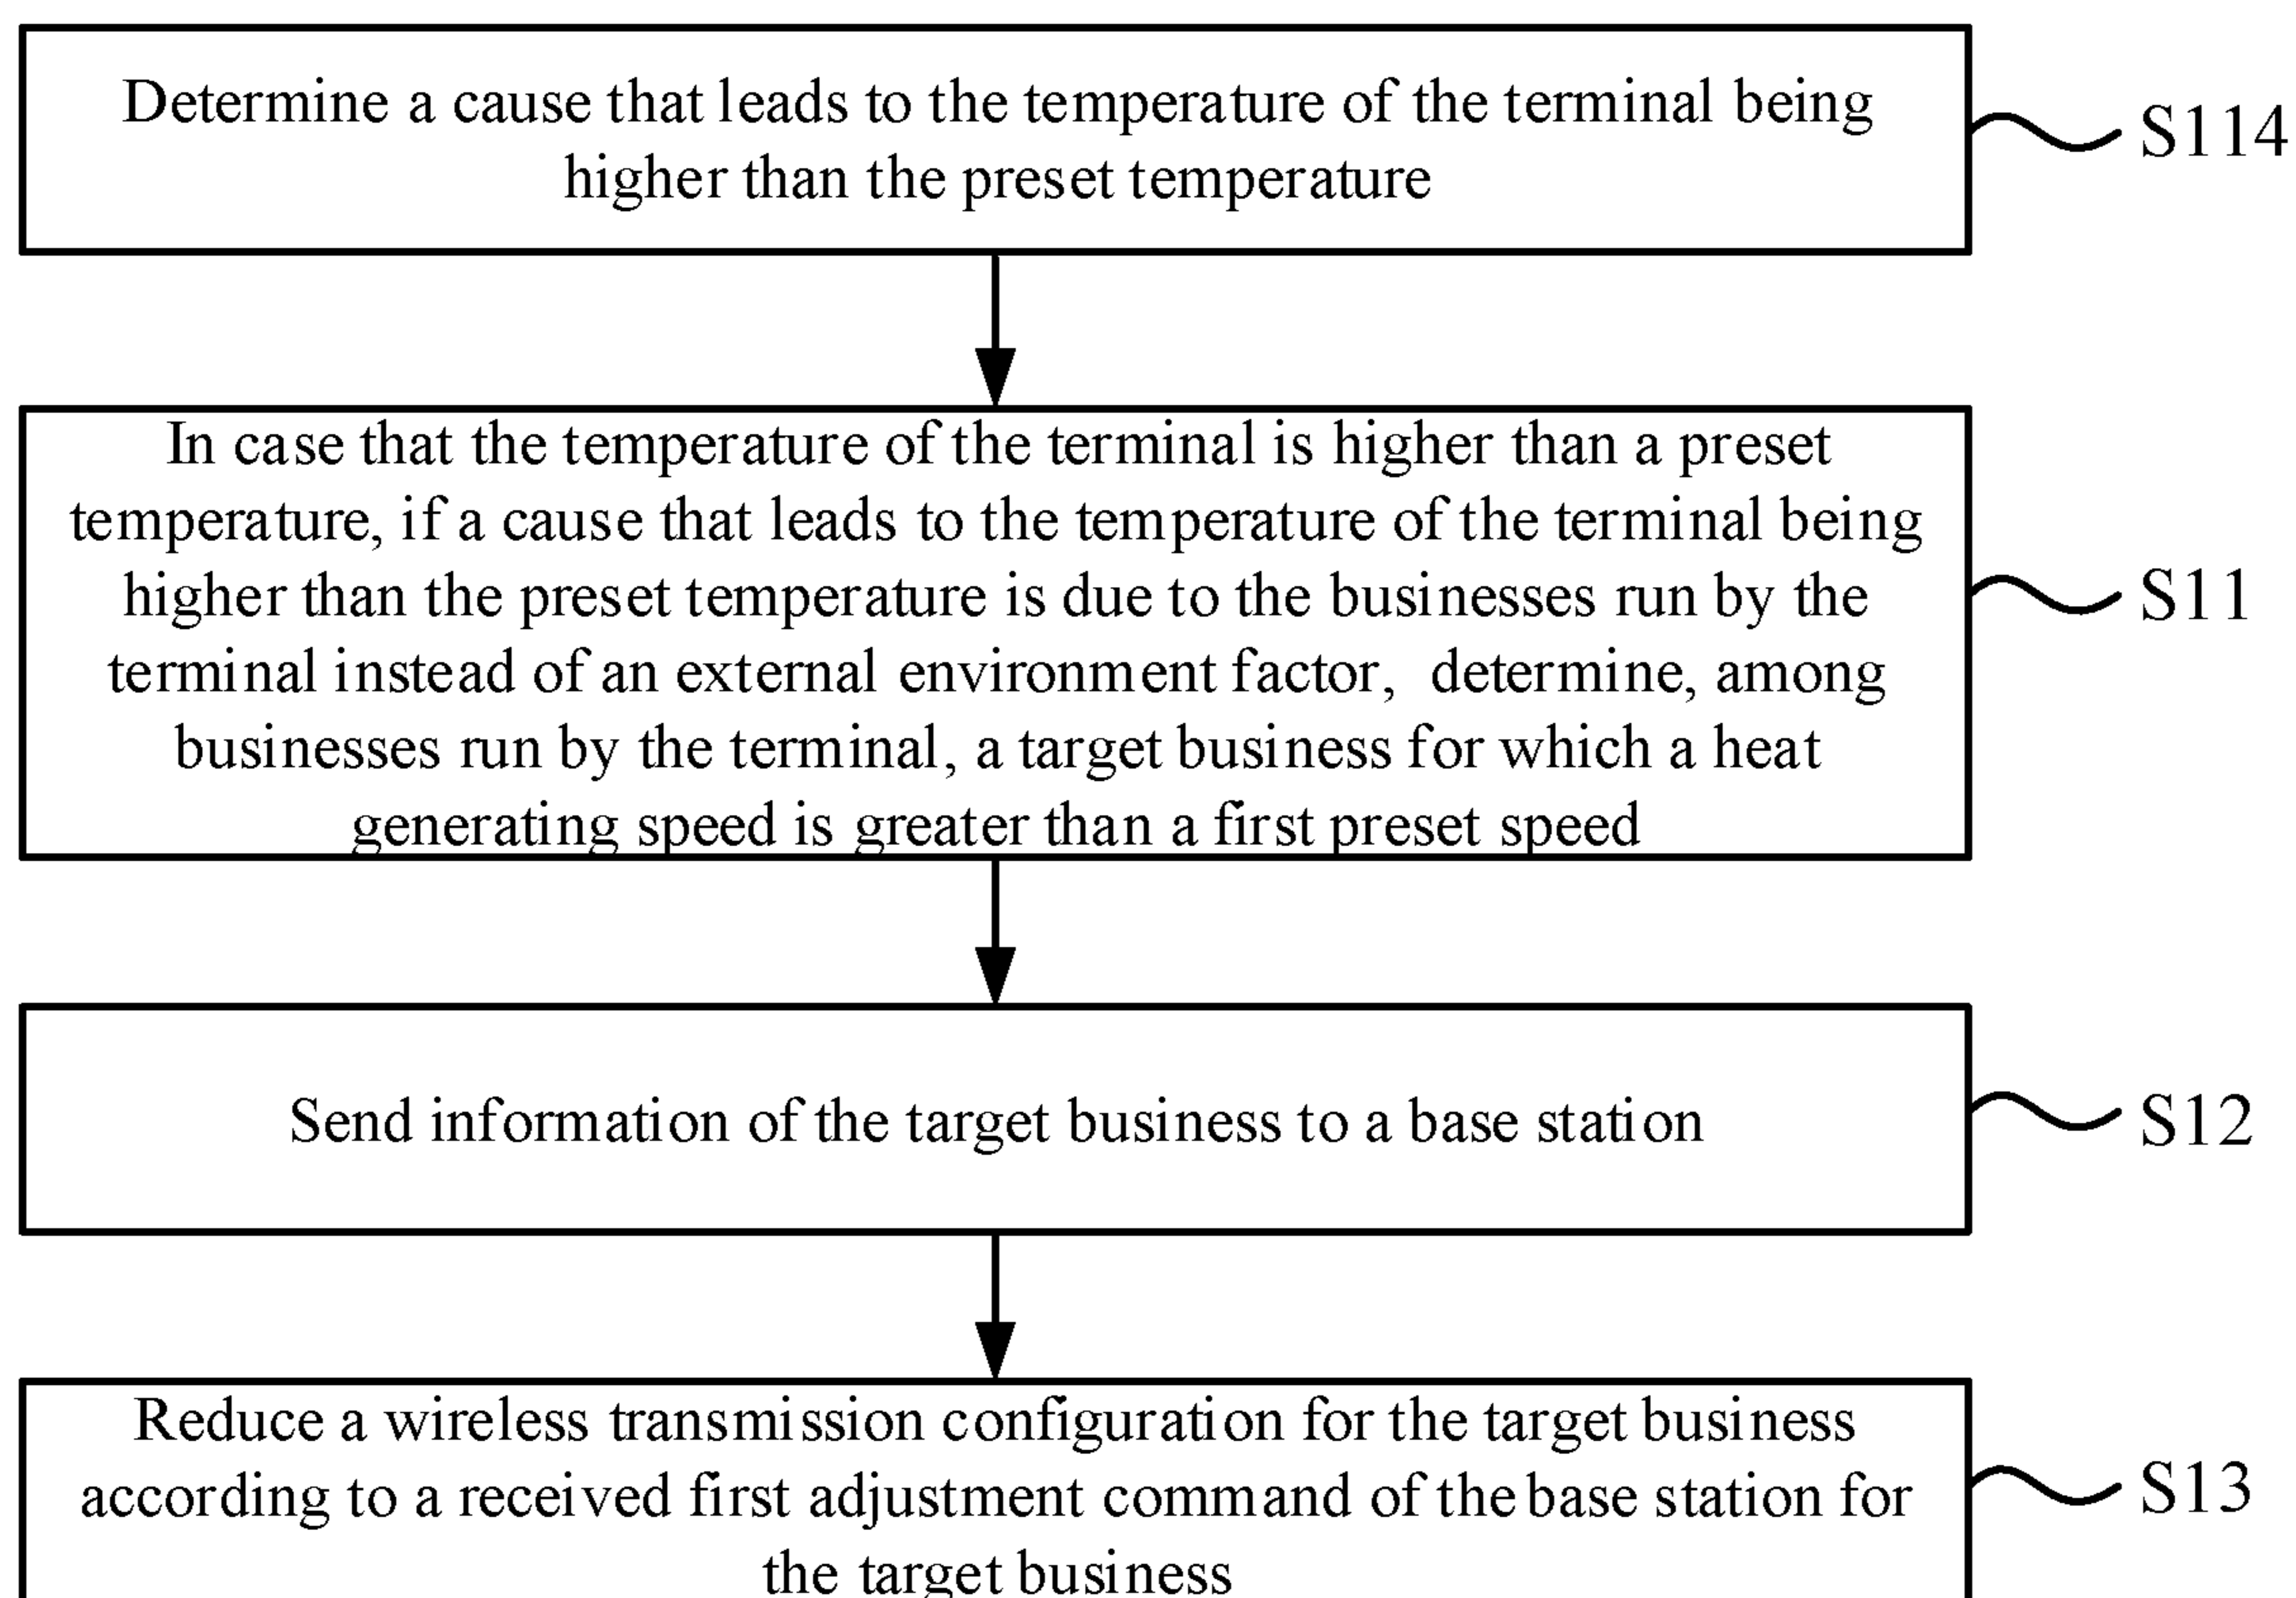 Determine a cause that leads to the temperature of the terminal being
higher than the preset temperature
S114
In case that the temperature of the terminal is higher than a preset
temperature, if a cause that leads to the temperature of the terminal being
higher than the preset temperature is due to the businesses run by the
terminal instead of an external environment factor, determine, among
businesses run by the terminal, a target business for which a heat
generating speed is greater than a first preset speed
S11
Send information of the target business to a base station
S12
Reduce a wireless transmission configuration for the target business
according to a received first adjustment command of the base station for
the target business
S13